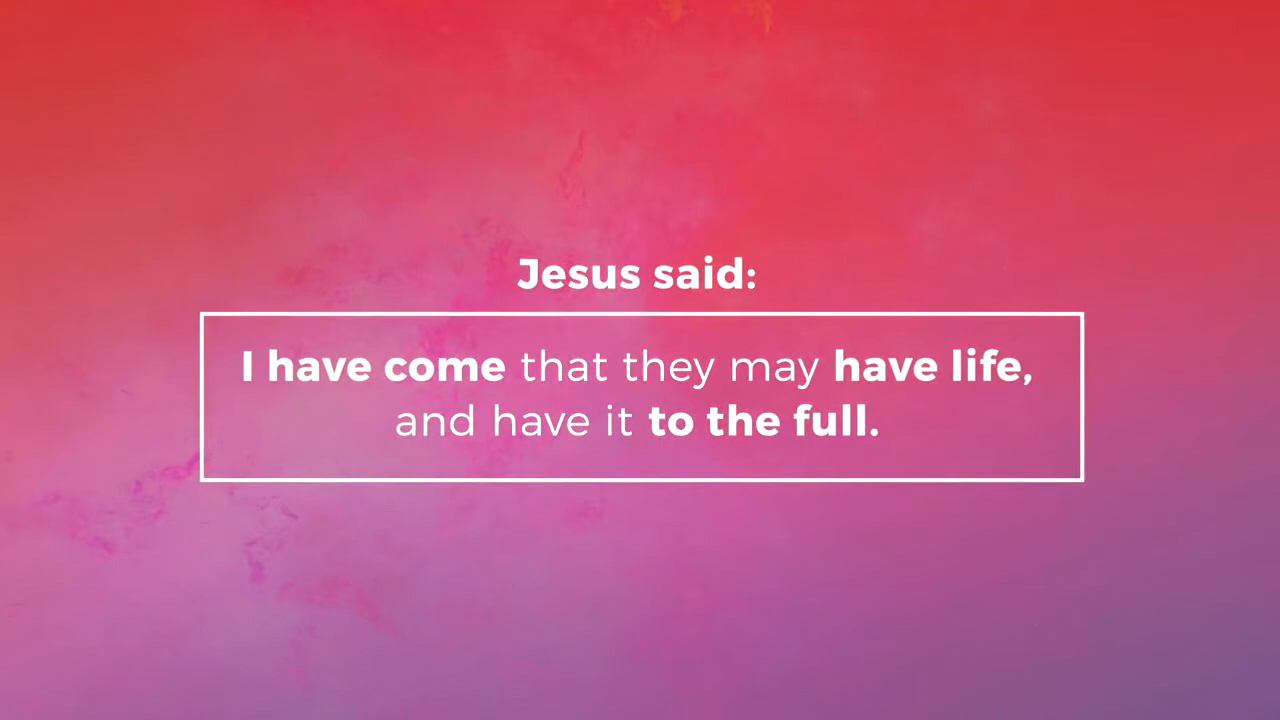 Jesus said:
I have come that they may have life,
and have it to the full.